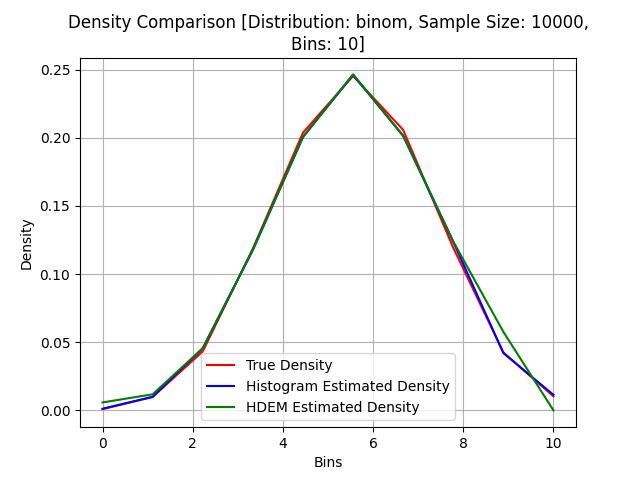 Density Comparison [Distribution: binom, Sample Size: 10000,
Bins: 10]
0.25
0.20
0.15
0.10
0.05
0.00
Density
True Density
Histogram Estimated Density
HDEM Estimated Density
0 2 4 6 8 10
Bins